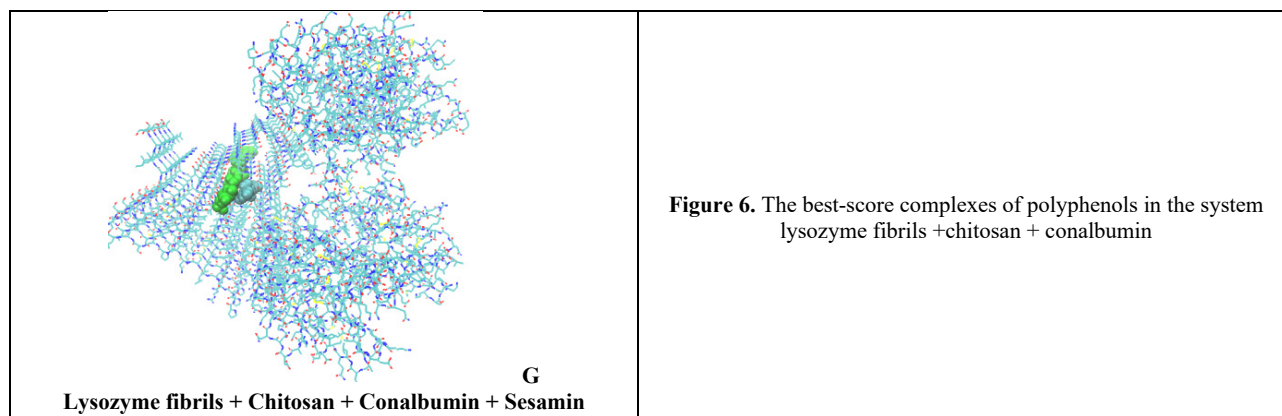 G
Lysozyme fibrils + Chitosan + Conalbumin + Sesamin
Figure 6. The best-score complexes of polyphenols in the system
lysozyme fibrils +chitosan + conalbumin